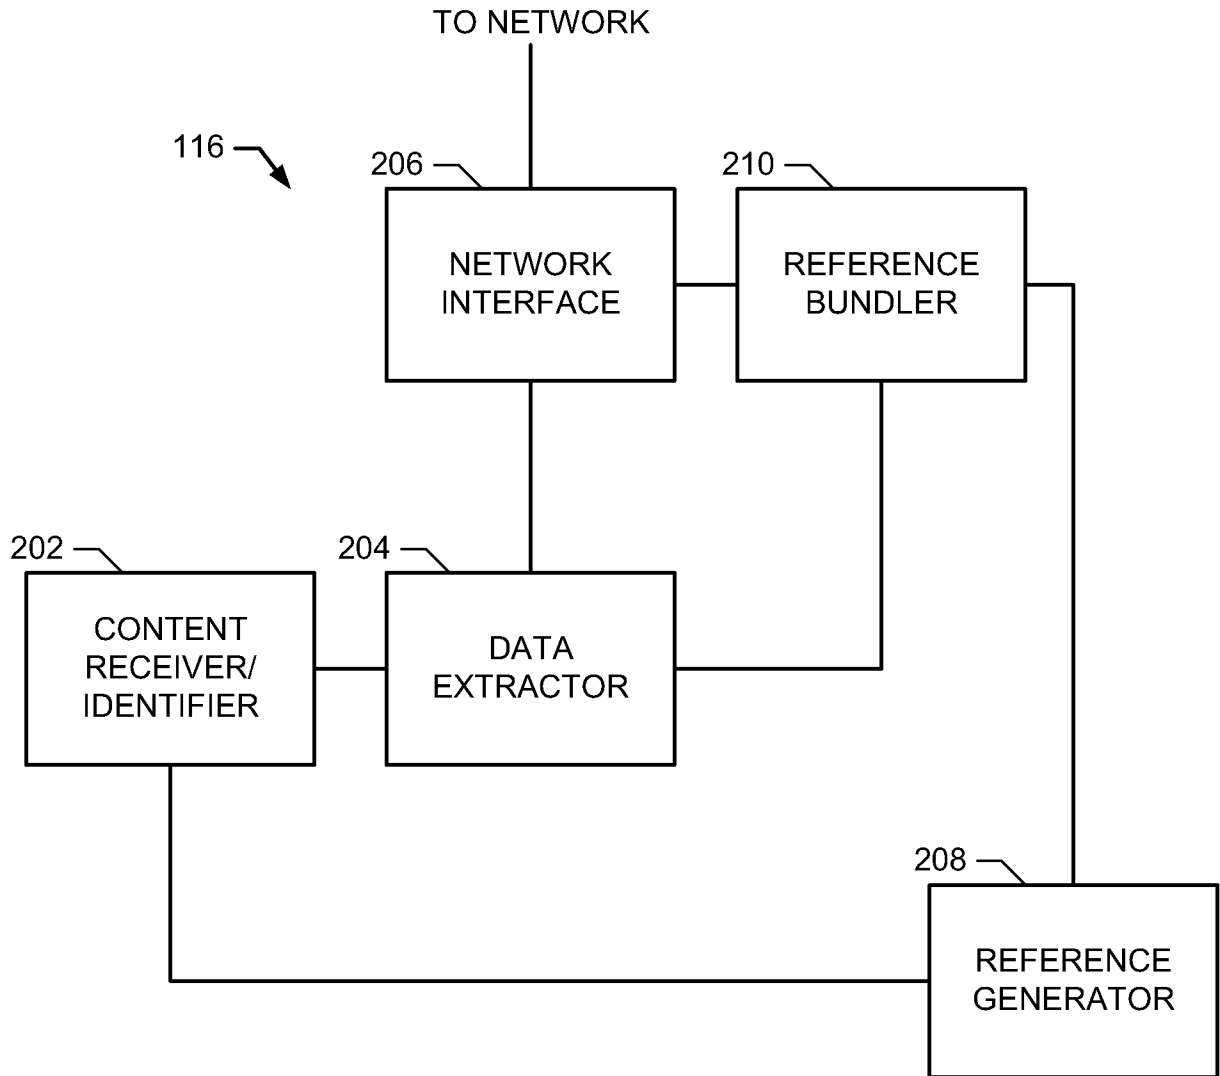 TO NETWORK
116
206
210
NETWORK
INTERFACE
REFERENCE
BUNDLER
202
204
CONTENT
RECEIVER/
IDENTIFIER
DATA
EXTRACTOR
208
REFERENCE
GENERATOR